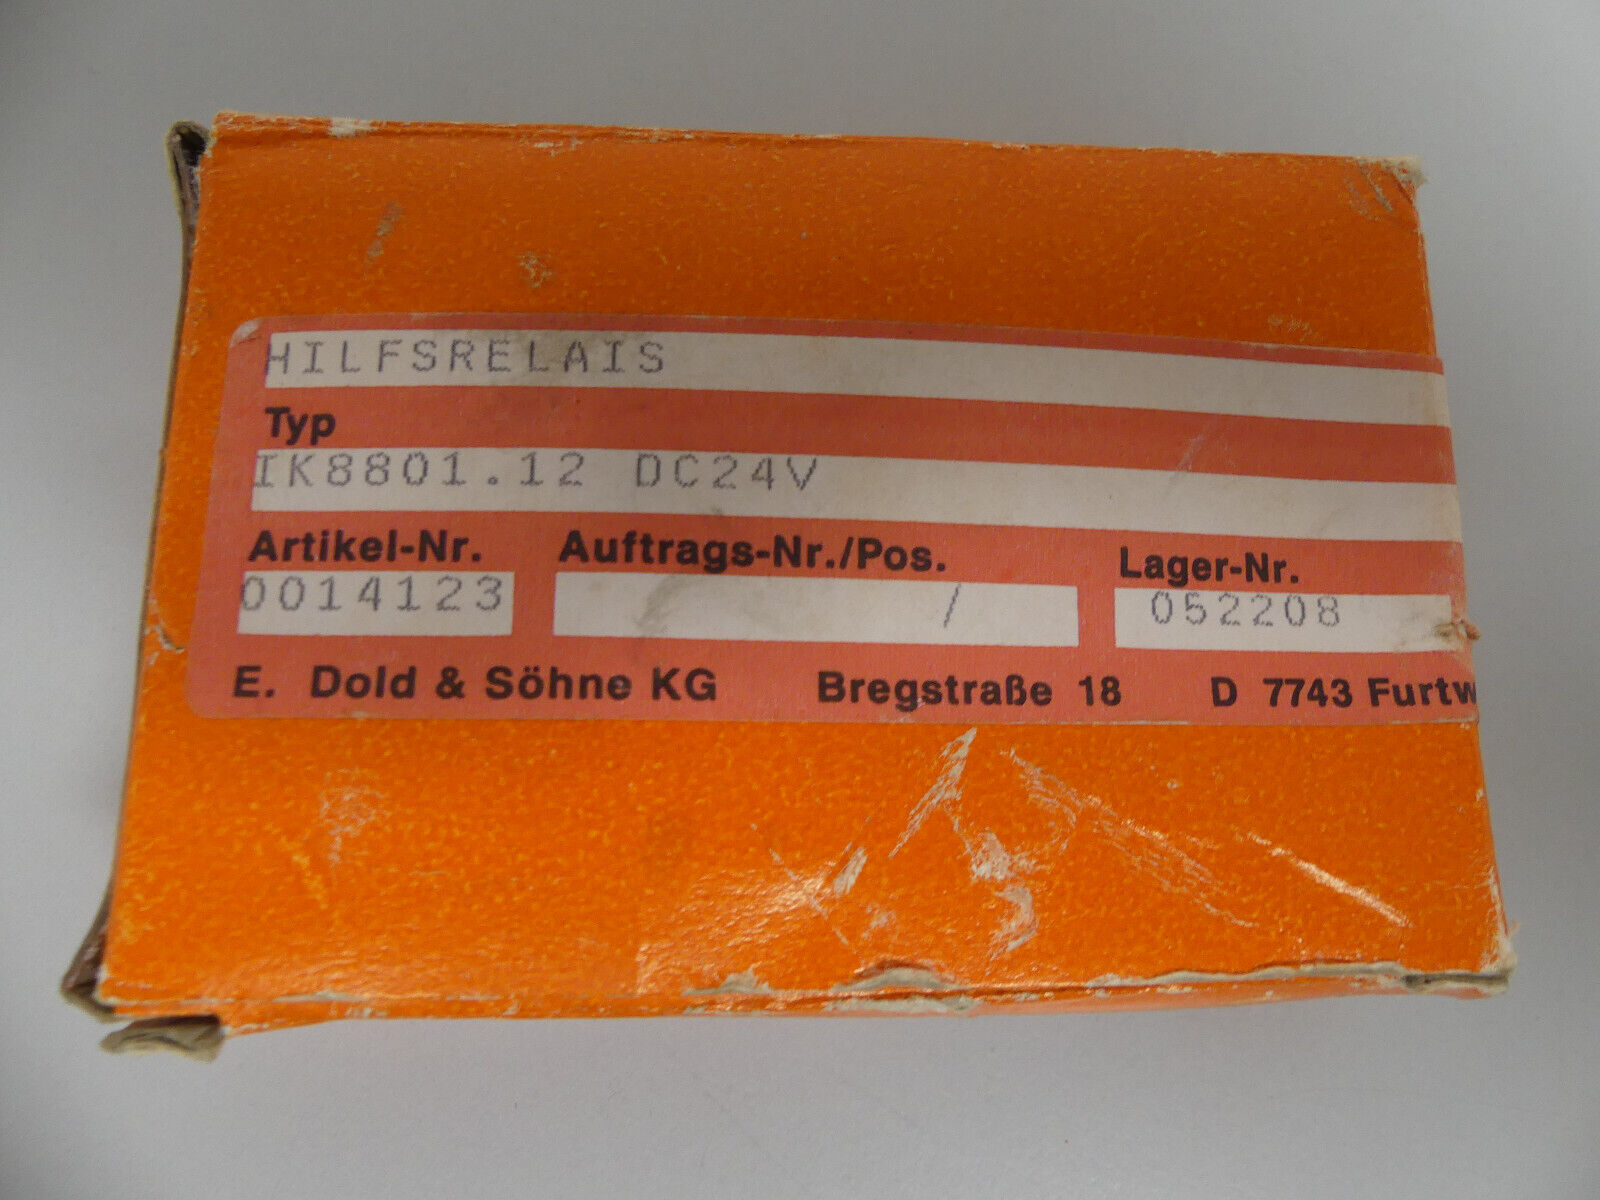 HILFSRELAIS
Typ
IK8801.12 DC24V
Artikel-Nr. Auftrags-Nr./Pos. Lager-Nr.
0014123 / 052208
E. Dold & Söhne KG Bregstraße 18 D 7743 Furtw